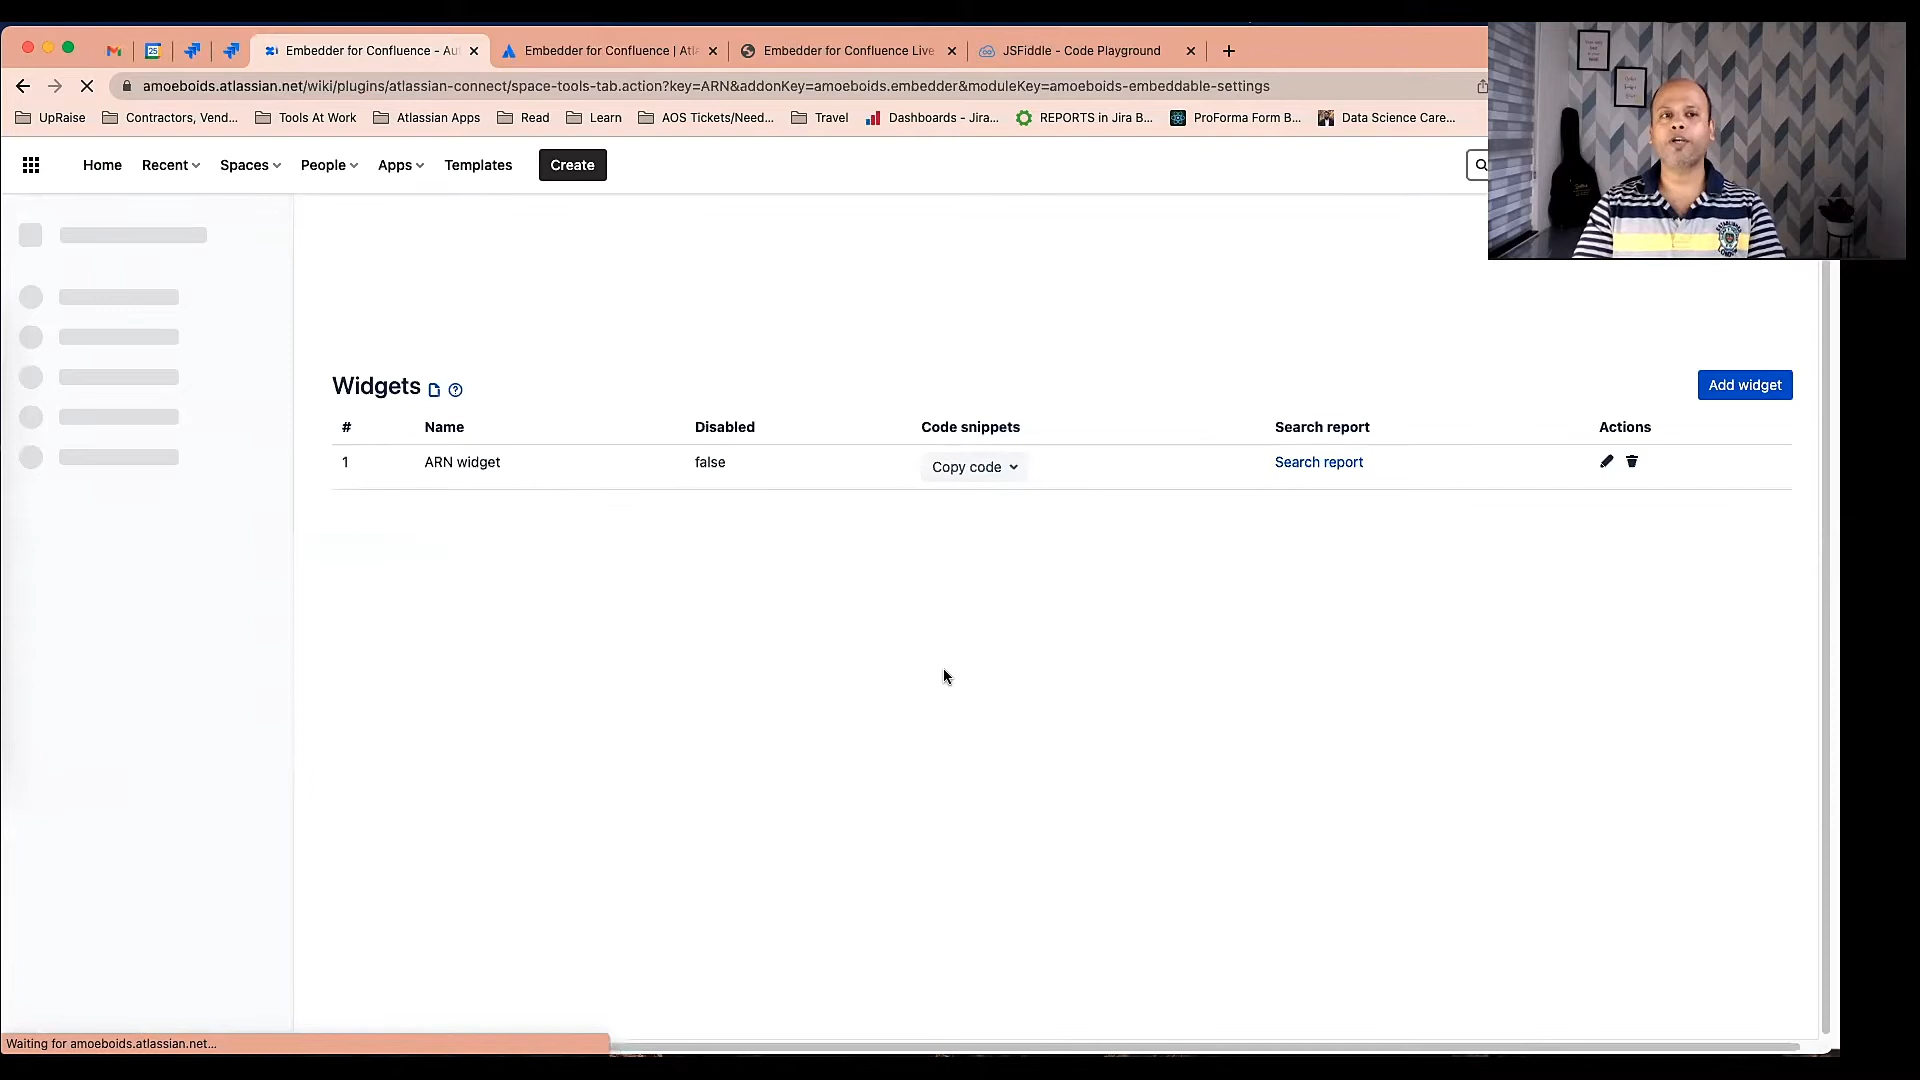 Embedder for Confluence - Au
Embedder for Confluence | Atl
Embedder for Confluence Live
JSFiddle - Code Playground
amoeboids.atlassian.net/wiki/plugins/atlassian-connect/space-tools-tab.action?key=ARN&addonKey=amoeboids.embedder&moduleKey=amoeboids-embeddable-settings
UpRaise Contractors, Vend... Tools At Work Atlassian Apps Read Learn AOS Tickets/Need... Travel Dashboards - Jira... REPORTS in Jira B... ProForma Form B... Data Science Care...
Home Recent Spaces People Apps Templates Create
Widgets
Add widget
# Name Disabled Code snippets Search report Actions
1 ARN widget false Copy code Search report
Waiting for amoeboids.atlassian.net...